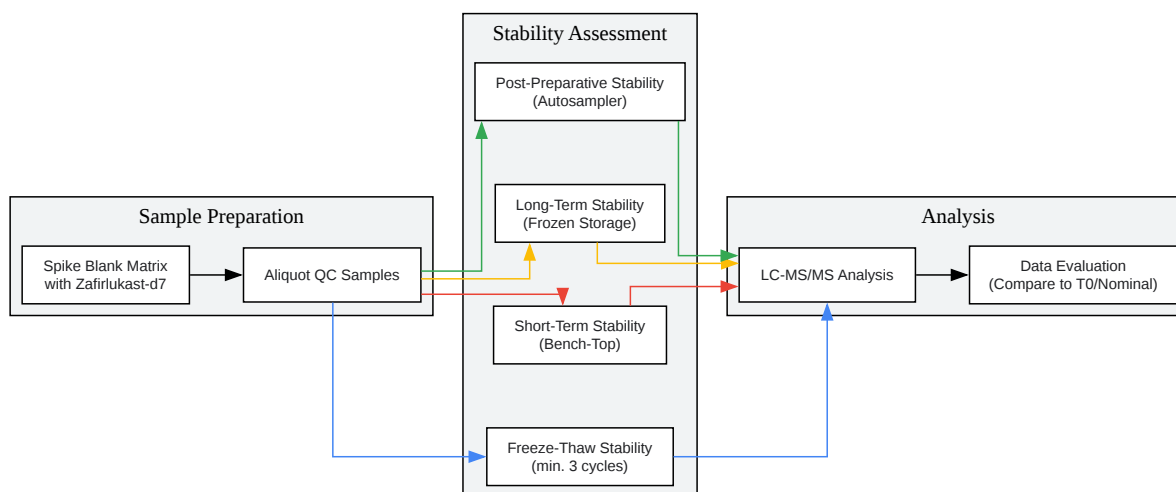 Sample Preparation
Spike Blank Matrix
with Zafirlukast-d7
Aliquot QC Samples
Stability Assessment
Post-Preparative Stability
(Autosampler)
Long-Term Stability
(Frozen Storage)
Short-Term Stability
(Bench-Top)
Freeze-Thaw Stability
(min. 3 cycles)
Analysis
LC-MS/MS Analysis
Data Evaluation
(Compare to T0/Nominal)